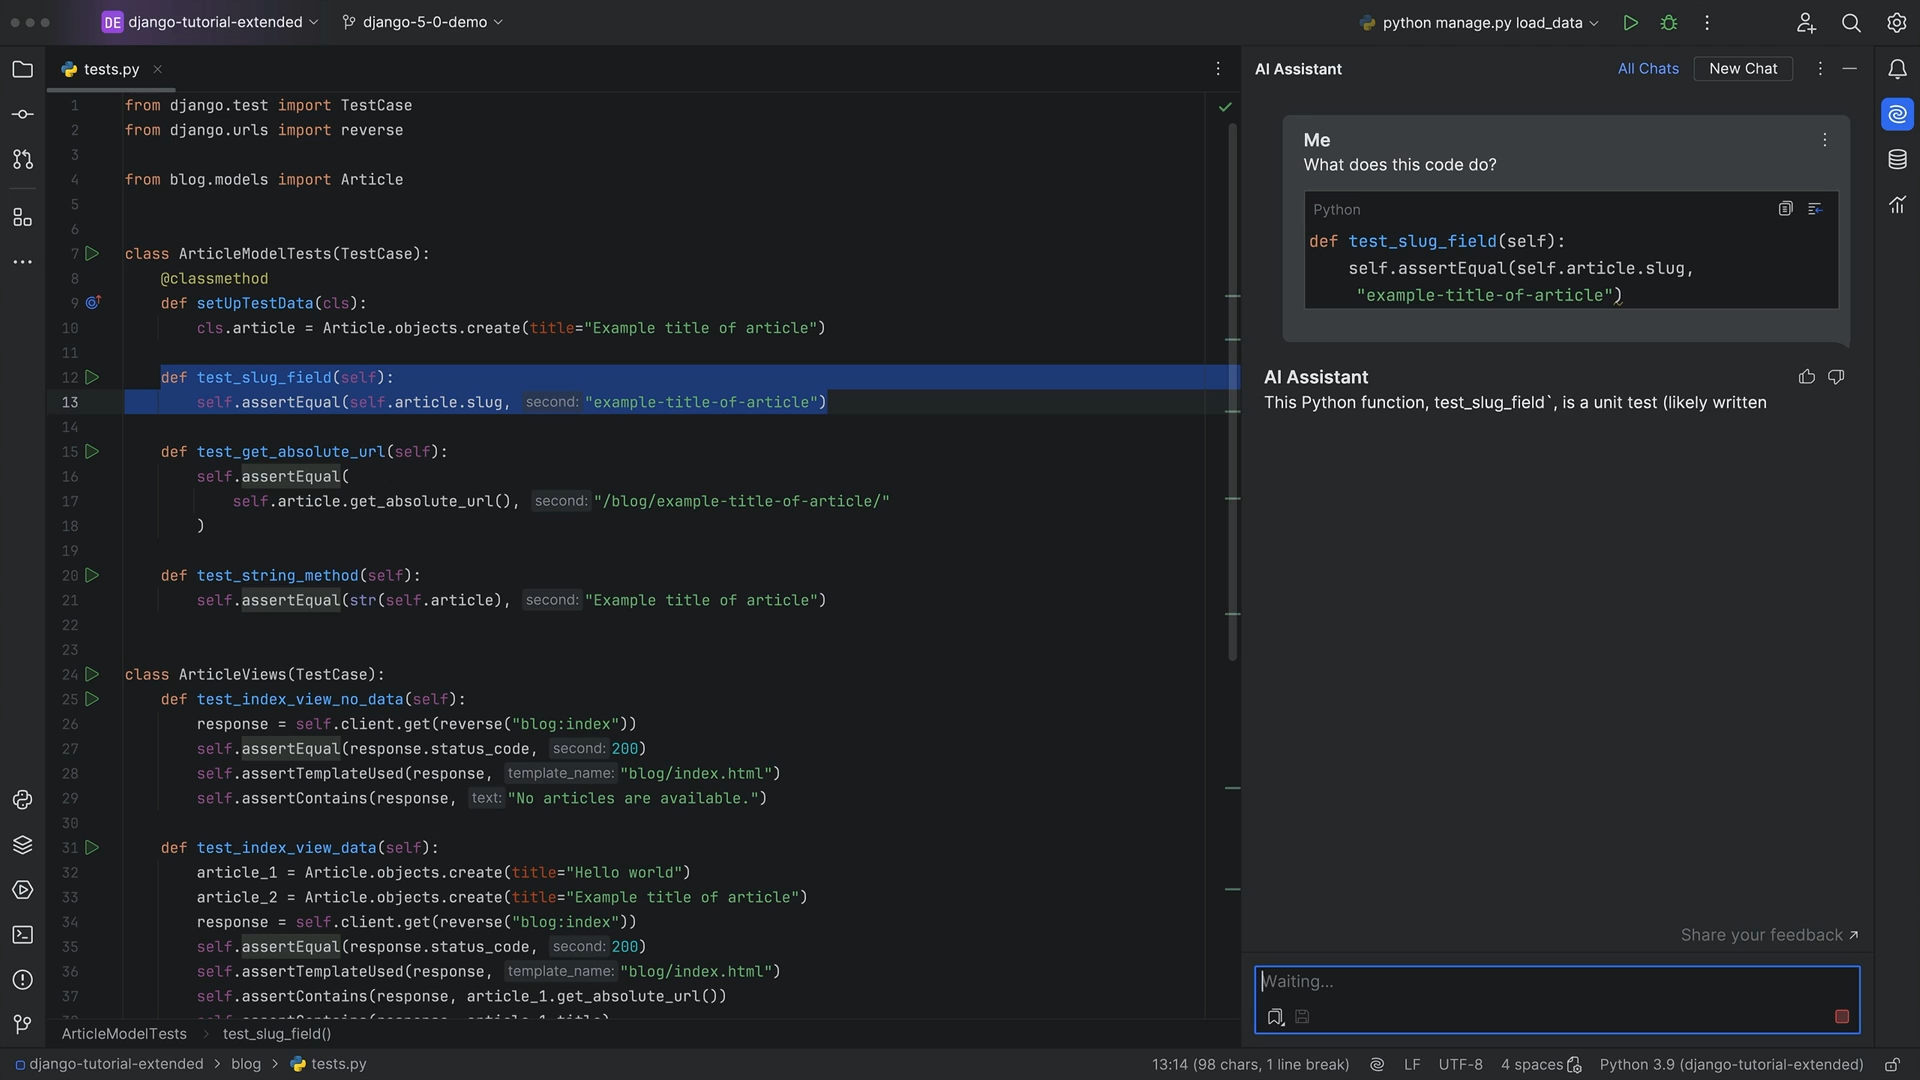 DE django-tutorial-extended
django-5-0-demo
python manage.py load_data
tests.py
1 from django.test import TestCase
2 from django.urls import reverse
3
4 from blog.models import Article
5
6
7 class ArticleModelTests(TestCase):
8 @classmethod
9 def setUpTestData(cls):
10 cls.article = Article.objects.create(title="Example title of article")
11
12 def test_slug_field(self):
13 self.assertEqual(self.article.slug, second: "example-title-of-article")
14
15 def test_get_absolute_url(self):
16 self.assertEqual(
17 self.article.get_absolute_url(), second: "/blog/example-title-of-article/"
18 )
19
20 def test_string_method(self):
21 self.assertEqual(str(self.article), second: "Example title of article")
22
23
24 class ArticleViews(TestCase):
25 def test_index_view_no_data(self):
26 response = self.client.get(reverse("blog:index"))
27 self.assertEqual(response.status_code, second: 200)
28 self.assertTemplateUsed(response, template_name: "blog/index.html")
29 self.assertContains(response, text: "No articles are available.")
30
31 def test_index_view_data(self):
32 article_1 = Article.objects.create(title="Hello world")
33 article_2 = Article.objects.create(title="Example title of article")
34 response = self.client.get(reverse("blog:index"))
35 self.assertEqual(response.status_code, second: 200)
36 self.assertTemplateUsed(response, template_name: "blog/index.html")
37 self.assertContains(response, article_1.get_absolute_url())
ArticleModelTests > test_slug_field()
AI Assistant
All Chats
New Chat
Me
What does this code do?
Python
def test_slug_field(self):
self.assertEqual(self.article.slug,
"example-title-of-article")
AI Assistant
This Python function, test_slug_field`, is a unit test (likely written
Share your feedback ↗
Waiting...
django-tutorial-extended > blog > tests.py
13:14 (98 chars, 1 line break)
LF
UTF-8
4 spaces
Python 3.9 (django-tutorial-extended)